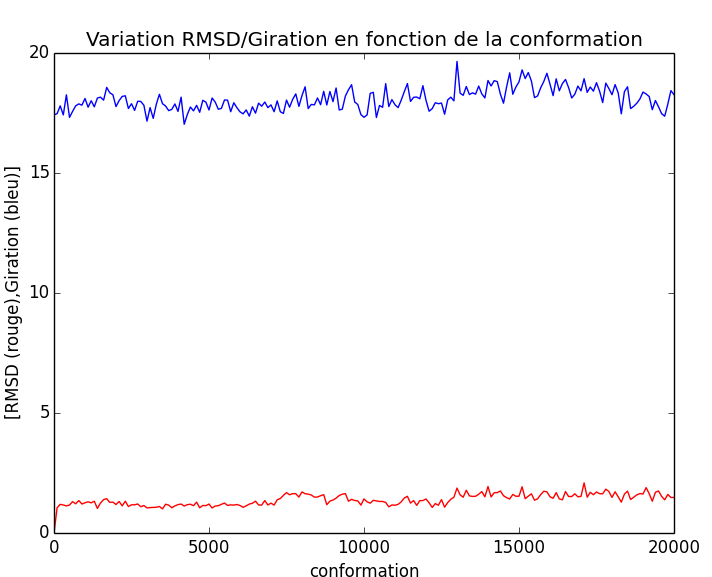 Variation RMSD/Giration en fonction de la conformation
20
15
10
5
0
[RMSD (rouge),Giration (bleu)]
0 5000 10000 15000 20000
conformation